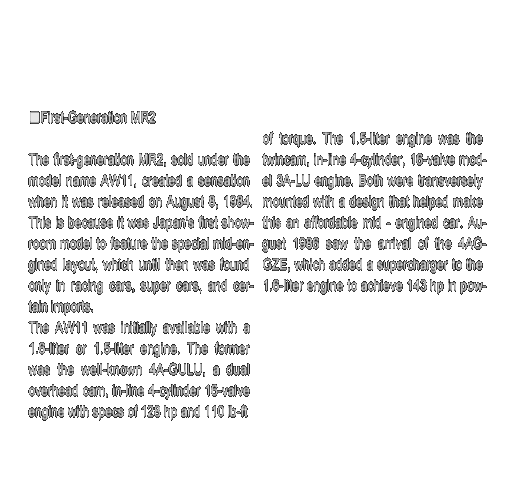 ■First-Generation MR2
The first-generation MR2, sold under the
model name AW11, created a sensation
when it was released on August 8, 1984.
This is because it was Japan's first show-
room model to feature the special mid-en-
gined layout, which until then was found
only in racing cars, super cars, and cer-
tain imports.
The AW11 was initially available with a
1.6-liter or 1.5-liter engine. The former
was the well-known 4A-GULU, a dual
overhead cam, in-line 4-cylinder 16-valve
engine with specs of 128 hp and 110 lb-ft
of torque. The 1.5-liter engine was the
twincam, in-line 4-cylinder, 16-valve mod-
el 3A-LU engine. Both were transversely
mounted with a design that helped make
this an affordable mid - engined car. Au-
gust 1986 saw the arrival of the 4AG-
GZE, which added a supercharger to the
1.6-liter engine to achieve 143 hp in pow-